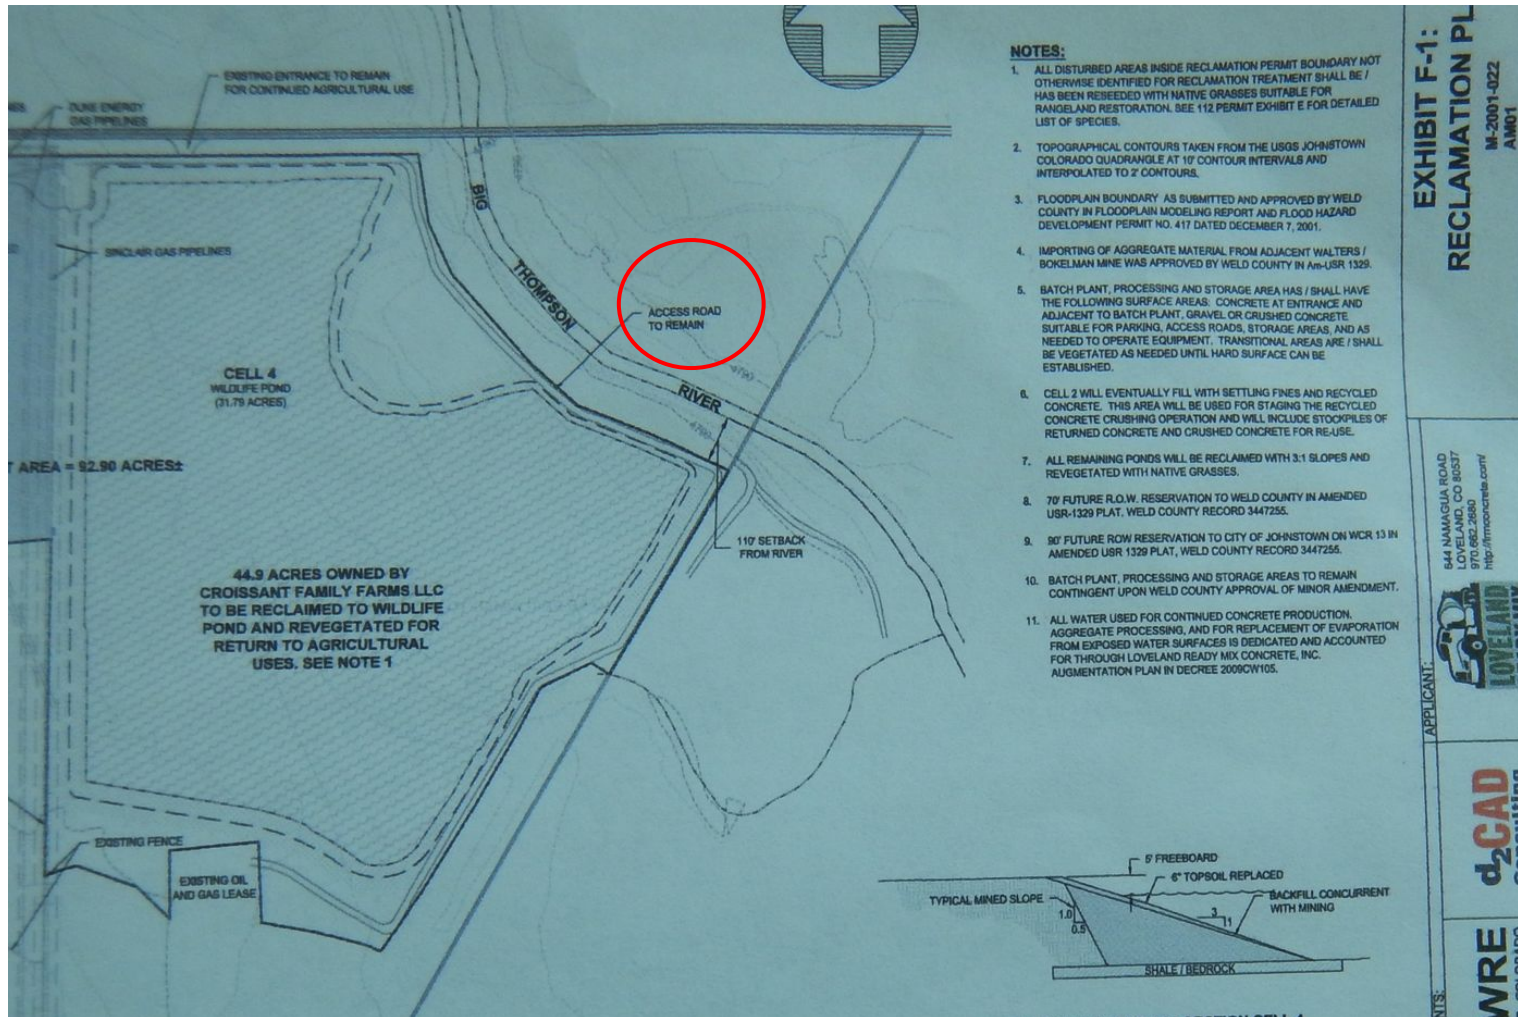 EXISTING ENTRANCE TO REMAIN
FOR CONTINUED AGRICULTURAL USE
DUKE ENERGY
GAS PIPELINES
SINCLAIR GAS PIPELINES
BIG
THOMPSON
RIVER
4790
4790
4790
ACCESS ROAD
TO REMAIN
CELL 4
WILDLIFE POND
(31.79 ACRES)
T AREA = 92.90 ACRES±
110' SETBACK
FROM RIVER
44.9 ACRES OWNED BY
CROISSANT FAMILY FARMS LLC
TO BE RECLAIMED TO WILDLIFE
POND AND REVEGETATED FOR
RETURN TO AGRICULTURAL
USES. SEE NOTE 1
EXISTING FENCE
EXISTING OIL
AND GAS LEASE
NOTES:
1. ALL DISTURBED AREAS INSIDE RECLAMATION PERMIT BOUNDARY NOT
OTHERWISE IDENTIFIED FOR RECLAMATION TREATMENT SHALL BE /
HAS BEEN RESEEDED WITH NATIVE GRASSES SUITABLE FOR
RANGELAND RESTORATION. SEE 112 PERMIT EXHIBIT E FOR DETAILED
LIST OF SPECIES.
2. TOPOGRAPHICAL CONTOURS TAKEN FROM THE USGS JOHNSTOWN
COLORADO QUADRANGLE AT 10' CONTOUR INTERVALS AND
INTERPOLATED TO 2' CONTOURS.
3. FLOODPLAIN BOUNDARY AS SUBMITTED AND APPROVED BY WELD
COUNTY IN FLOODPLAIN MODELING REPORT AND FLOOD HAZARD
DEVELOPMENT PERMIT NO. 417 DATED DECEMBER 7, 2001.
4. IMPORTING OF AGGREGATE MATERIAL FROM ADJACENT WALTERS /
BOKELMAN MINE WAS APPROVED BY WELD COUNTY IN Am-USR 1329.
5. BATCH PLANT, PROCESSING AND STORAGE AREA HAS / SHALL HAVE
THE FOLLOWING SURFACE AREAS: CONCRETE AT ENTRANCE AND
ADJACENT TO BATCH PLANT, GRAVEL OR CRUSHED CONCRETE
SUITABLE FOR PARKING, ACCESS ROADS, STORAGE AREAS, AND AS
NEEDED TO OPERATE EQUIPMENT. TRANSITIONAL AREAS ARE / SHALL
BE VEGETATED AS NEEDED UNTIL HARD SURFACE CAN BE
ESTABLISHED.
6. CELL 2 WILL EVENTUALLY FILL WITH SETTLING FINES AND RECYCLED
CONCRETE. THIS AREA WILL BE USED FOR STAGING THE RECYCLED
CONCRETE CRUSHING OPERATION AND WILL INCLUDE STOCKPILES OF
RETURNED CONCRETE AND CRUSHED CONCRETE FOR RE-USE.
7. ALL REMAINING PONDS WILL BE RECLAIMED WITH 3:1 SLOPES AND
REVEGETATED WITH NATIVE GRASSES.
8. 70' FUTURE R.O.W. RESERVATION TO WELD COUNTY IN AMENDED
USR-1329 PLAT, WELD COUNTY RECORD 3447255.
9. 90' FUTURE ROW RESERVATION TO CITY OF JOHNSTOWN ON WCR 13 IN
AMENDED USR 1329 PLAT, WELD COUNTY RECORD 3447255.
10. BATCH PLANT, PROCESSING AND STORAGE AREAS TO REMAIN
CONTINGENT UPON WELD COUNTY APPROVAL OF MINOR AMENDMENT.
11. ALL WATER USED FOR CONTINUED CONCRETE PRODUCTION,
AGGREGATE PROCESSING, AND FOR REPLACEMENT OF EVAPORATION
FROM EXPOSED WATER SURFACES IS DEDICATED AND ACCOUNTED
FOR THROUGH LOVELAND READY MIX CONCRETE, INC.
AUGMENTATION PLAN IN DECREE 2009CW105.
5' FREEBOARD
6" TOPSOIL REPLACED
TYPICAL MINED SLOPE
BACKFILL CONCURRENT
WITH MINING
1.0
0.5
3
1
SHALE / BEDROCK
EXHIBIT F-1:
RECLAMATION PL
M-2001-022
AM01
644 NAMAGUA ROAD
LOVELAND, CO 80537
970.662.2680
APPLICANT:
LOVELAND
d2CAD
WRE